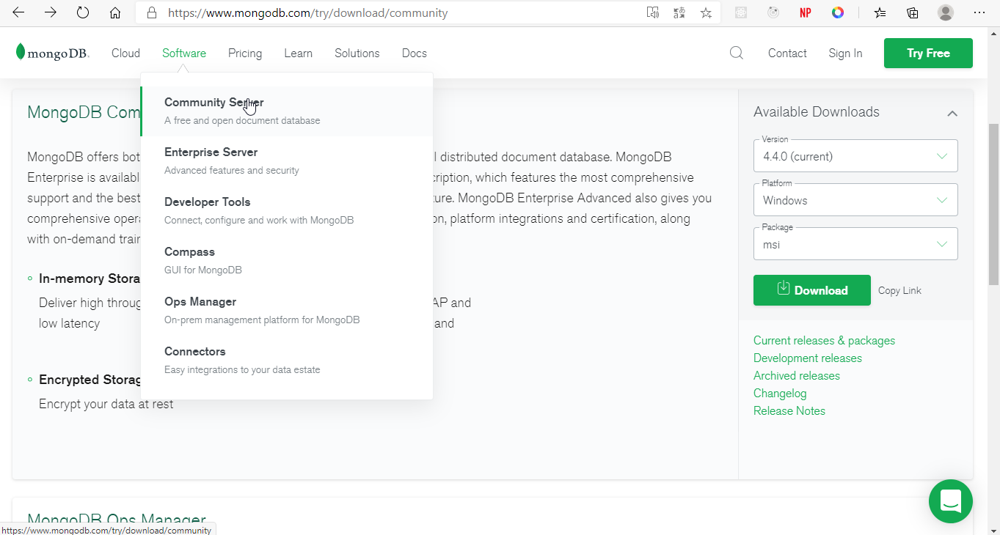 https://www.mongodb.com/try/download/community
NP
mongoDB.
Cloud
Software
Pricing
Learn
Solutions
Docs
Contact
Sign In
Try Free
Community Server
A free and open document database
Enterprise Server
Advanced features and security
Developer Tools
Connect, configure and work with MongoDB
Compass
GUI for MongoDB
Ops Manager
On-prem management platform for MongoDB
Connectors
Easy integrations to your data estate
MongoDB Com
MongoDB offers bot
l distributed document database. MongoDB
Enterprise is availabl
cription, which features the most comprehensive
support and the best
ture. MongoDB Enterprise Advanced also gives you
comprehensive opera
on, platform integrations and certification, along
with on-demand train
In-memory Stora
Deliver high throug
AP and
low latency
and
Encrypted Storag
Encrypt your data at rest
Available Downloads
Version
4.4.0 (current)
Platform
Windows
Package
msi
Download
Copy Link
Current releases & packages
Development releases
Archived releases
Changelog
Release Notes
MongoDB Ops Manager
https://www.mongodb.com/try/download/community